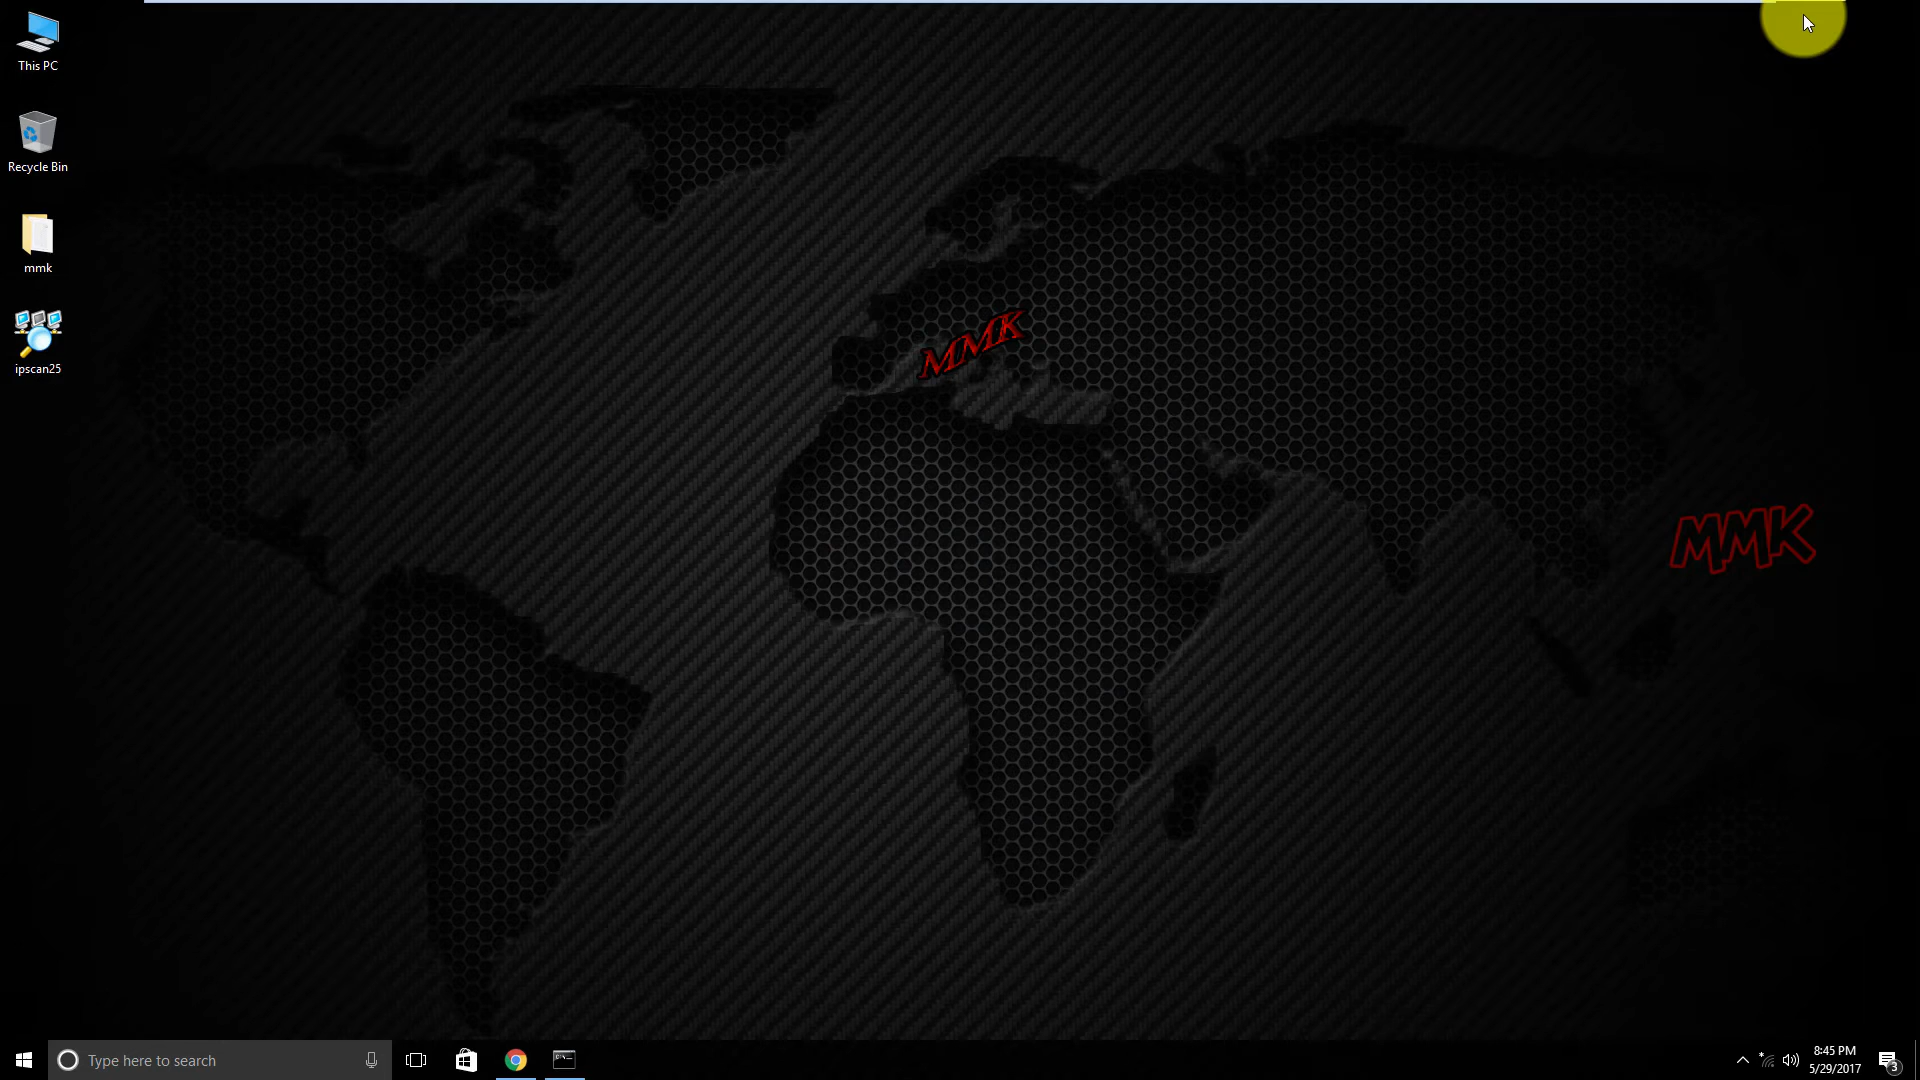 This PC
Recycle Bin
mmk
ipscan25
MMK
MMK
Type here to search
8:45 PM
5/29/2017
3